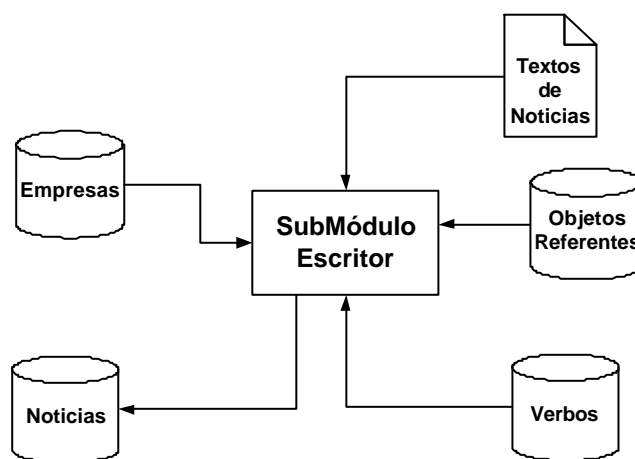 Textos
de
Noticias
Empresas
SubMódulo
Escritor
Objetos
Referentes
Noticias
Verbos